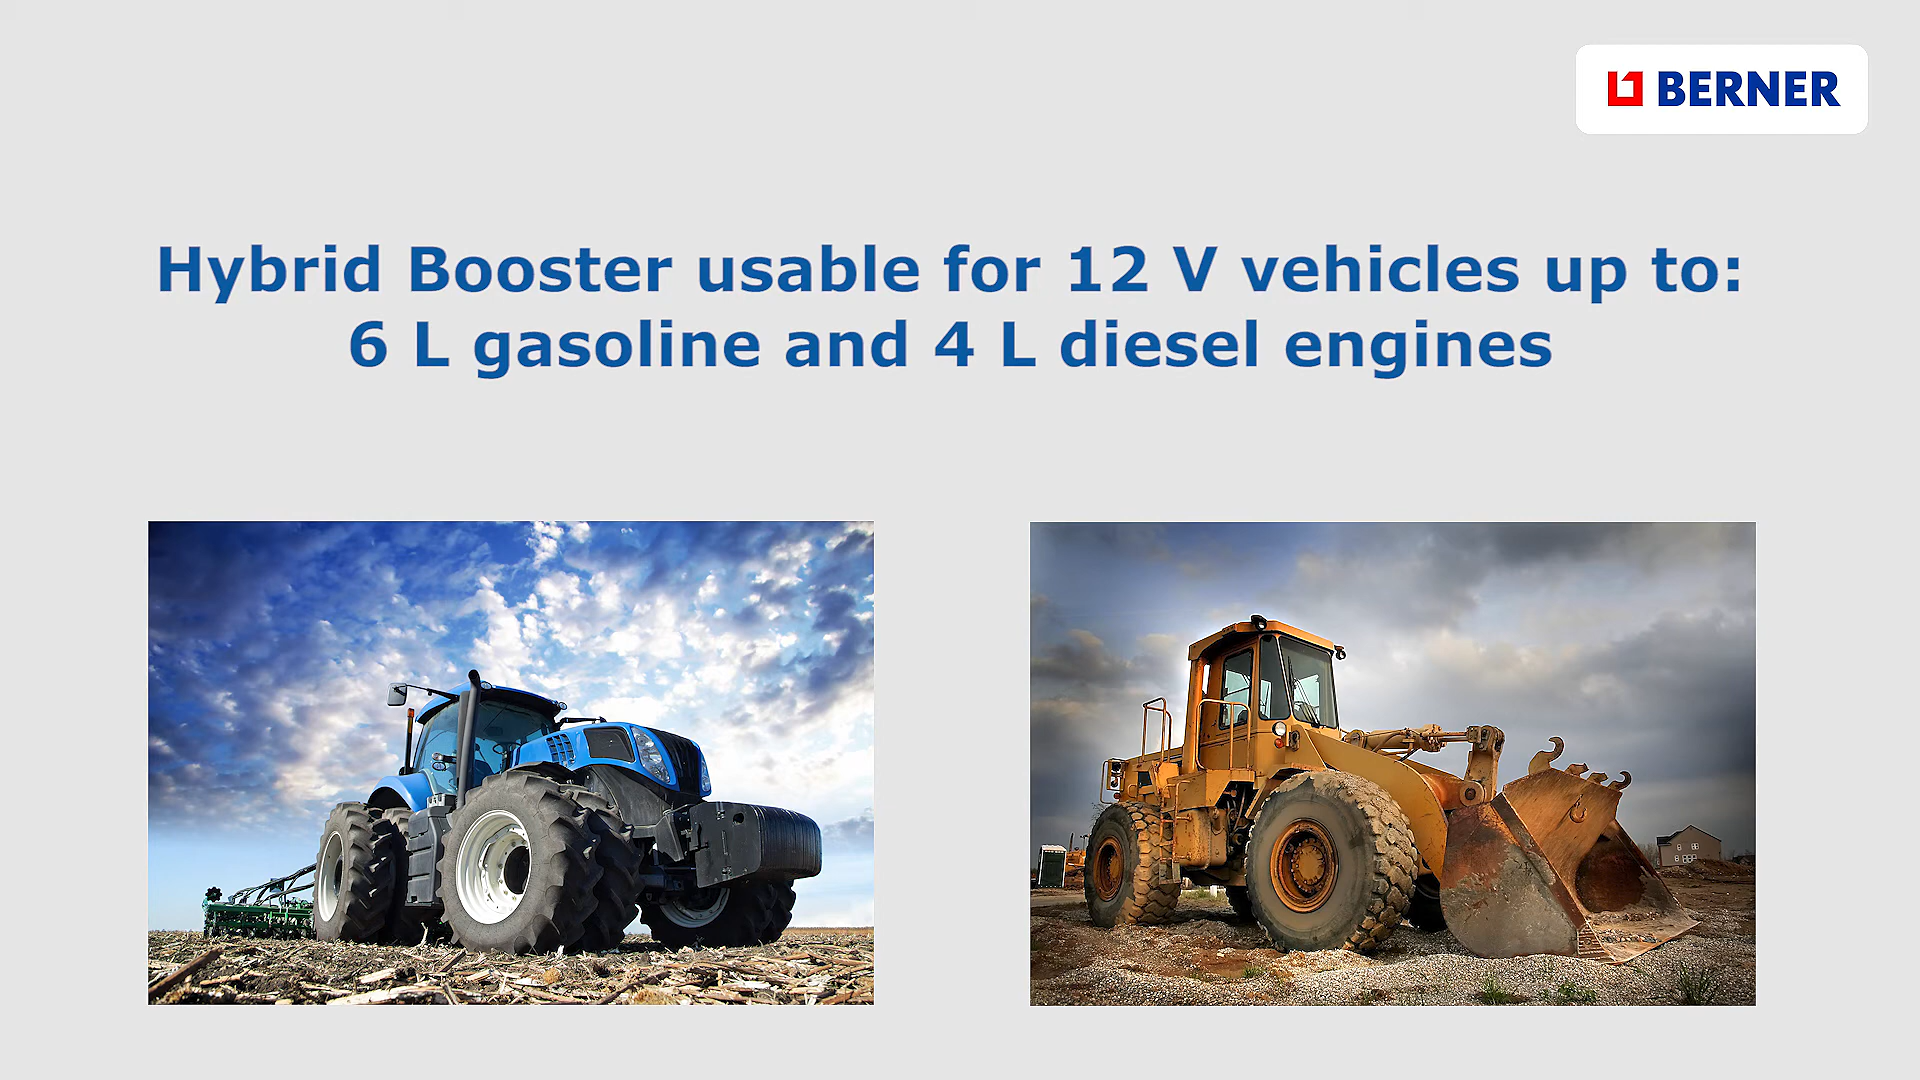 BERNER
Hybrid Booster usable for 12 V vehicles up to:
6 L gasoline and 4 L diesel engines